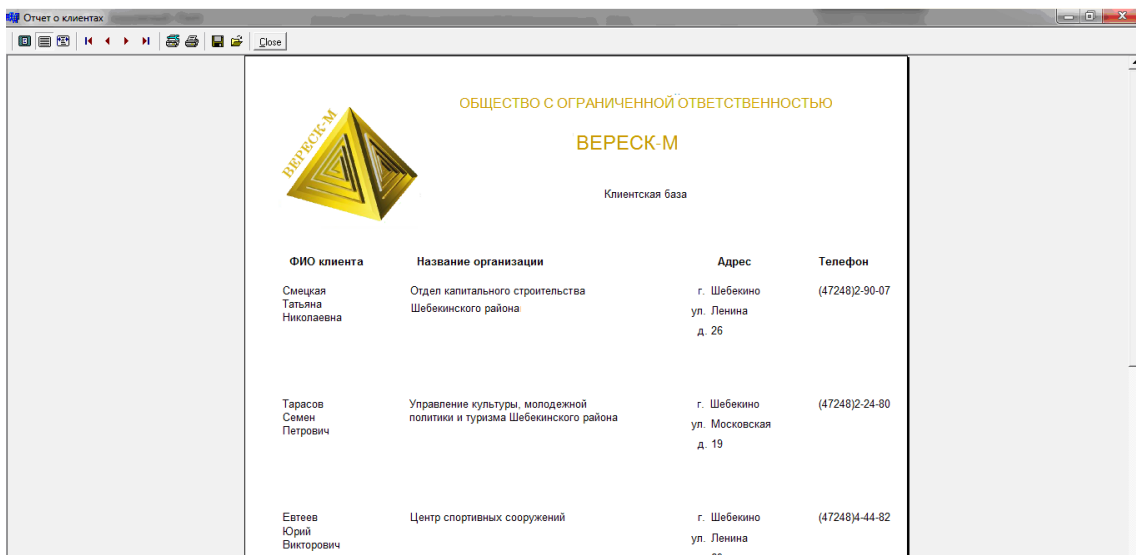 Отчет о клиентах
Close
ОБЩЕСТВО С ОГРАНИЧЕННОЙ ОТВЕТСТВЕННОСТЬЮ
ВЕРЕСК-М
ВЕРЕСК-М
Клиентская база
ФИО клиента Название организации Адрес Телефон
Смецкая Отдел капитального строительства г. Шебекино (47248)2-90-07
Татьяна Шебекинского района ул. Ленина
Николаевна
д. 26
Тарасов Управление культуры, молодежной г. Шебекино (47248)2-24-80
Семен политики и туризма Шебекинского района ул. Московская
Петрович
д. 19
Евтеев Центр спортивных сооружений г. Шебекино (47248)4-44-82
Юрий ул. Ленина
Викторович